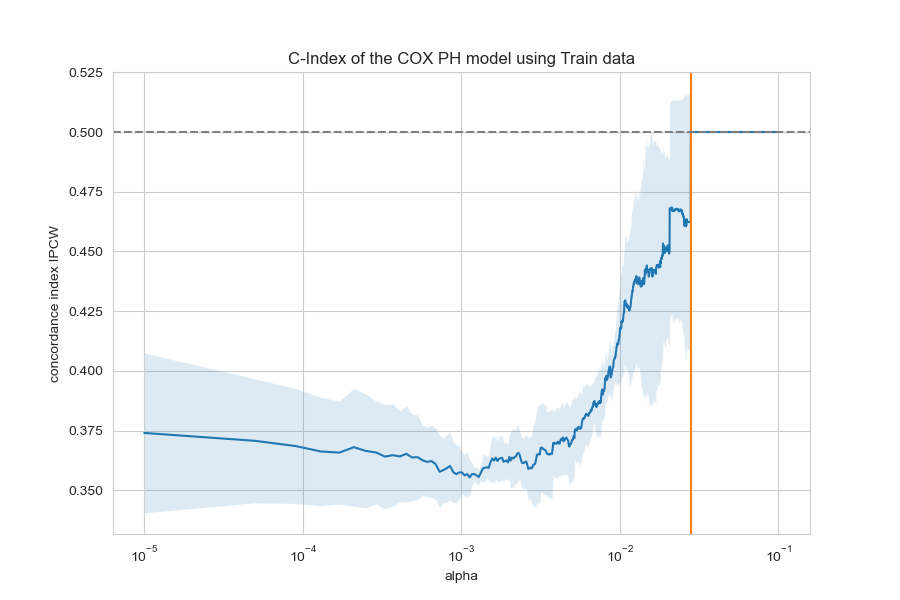 C-Index of the COX PH model using Train data
concordance index IPCW
0.525
0.500
0.475
0.450
0.425
0.400
0.375
0.350
10⁻⁵ 10⁻⁴ 10⁻³ 10⁻² 10⁻¹
alpha